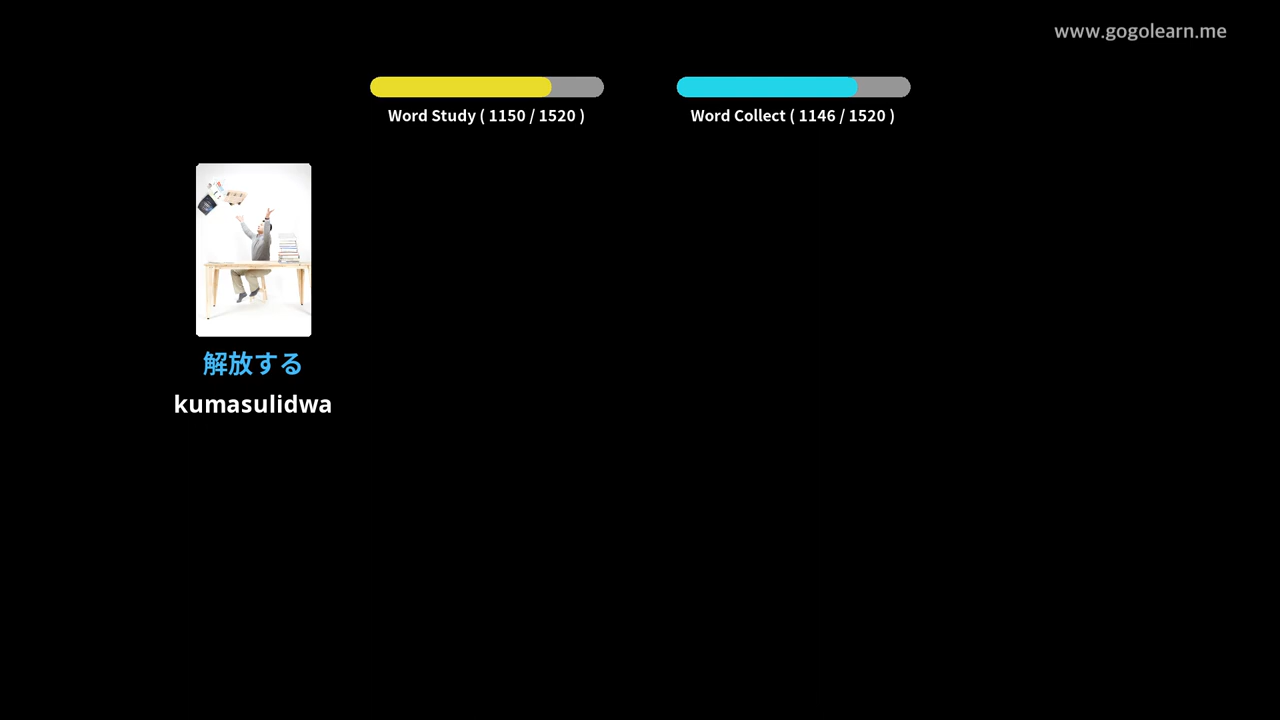 www.gogolearn.me
Word Study ( 1150 / 1520 )
Word Collect ( 1146 / 1520 )
解放する
kumasulidwa